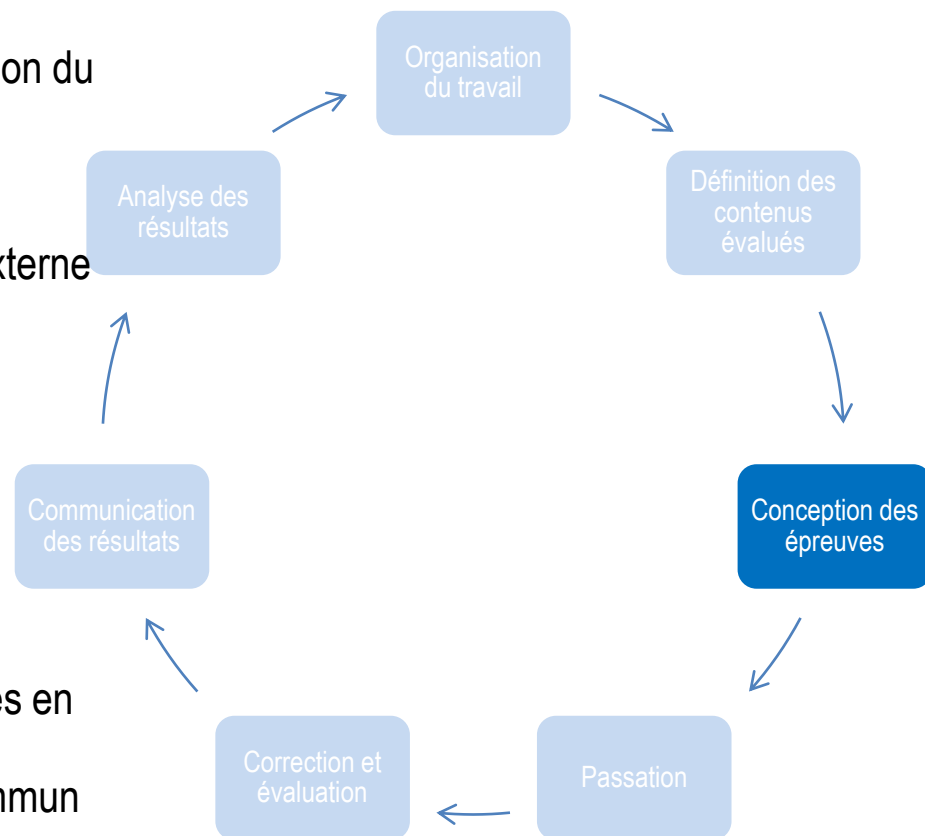 on du
xterne
es en
mmun
Organisation
du travail
Définition des
contenus
évalués
Conception des
épreuves
Passation
Correction et
évaluation
Communication
des résultats
Analyse des
résultats